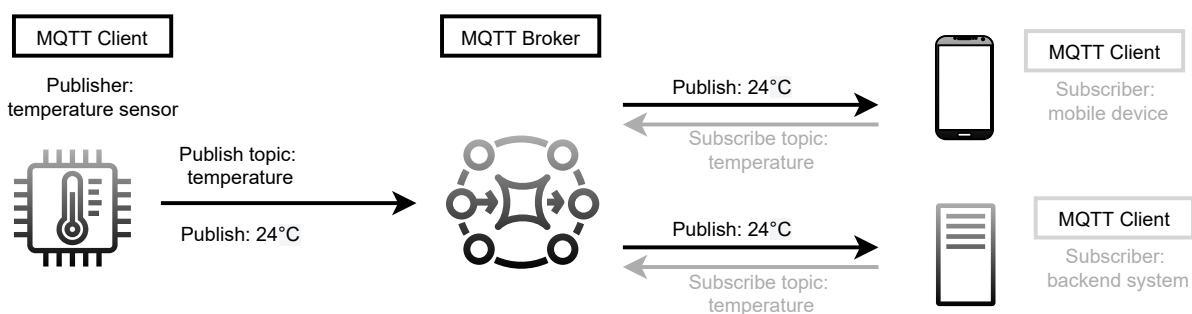 MQTT Client
Publisher:
temperature sensor
Publish topic:
temperature
Publish: 24°C
MQTT Broker
Publish: 24°C
Subscribe topic:
temperature
Publish: 24°C
Subscribe topic:
temperature
MQTT Client
Subscriber:
mobile device
MQTT Client
Subscriber:
backend system